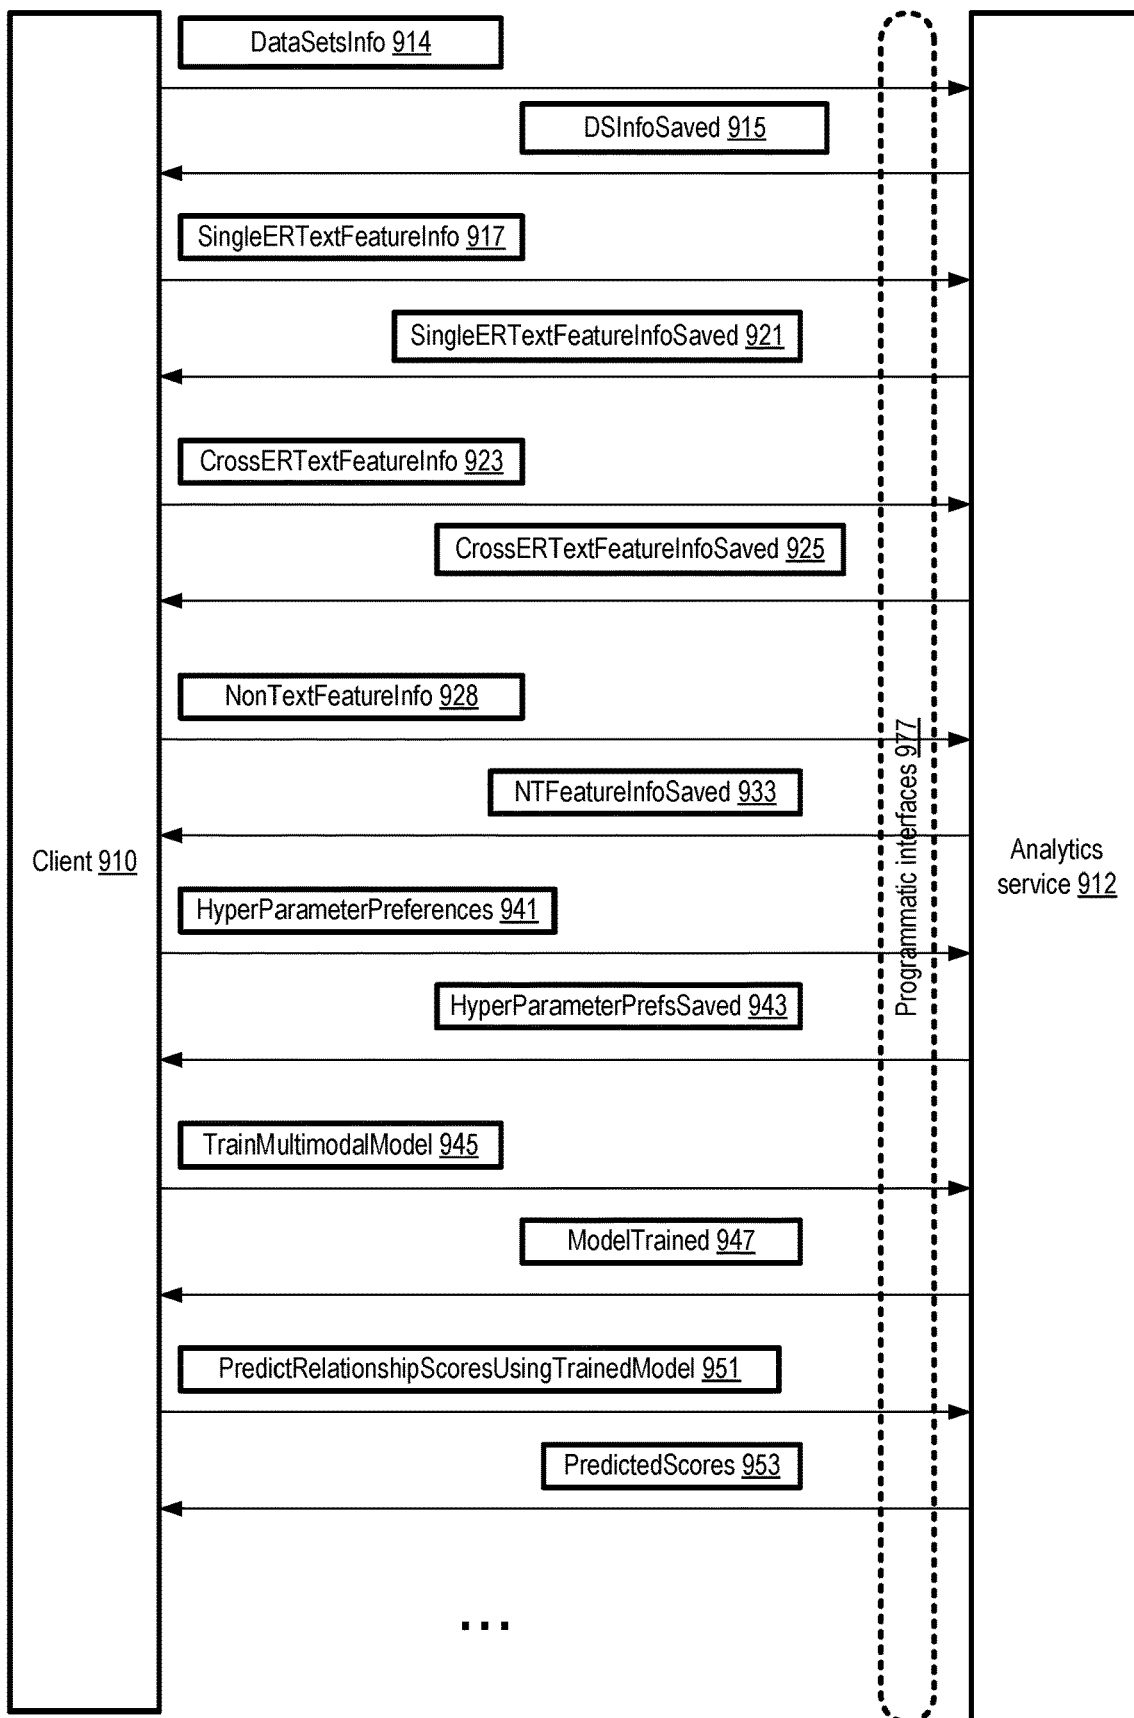 DataSetsInfo 914
DSInfoSaved 915
SingleERTextFeatureInfo 917
SingleERTextFeatureInfoSaved 921
CrossERTextFeatureInfo 923
CrossERTextFeatureInfoSaved 925
NonTextFeatureInfo 928
NTFeatureInfoSaved 933
Client 910
Programmatic interfaces 977
Analytics
service 912
HyperParameterPreferences 941
HyperParameterPrefsSaved 943
TrainMultimodalModel 945
ModelTrained 947
PredictRelationshipScoresUsingTrainedModel 951
PredictedScores 953
...